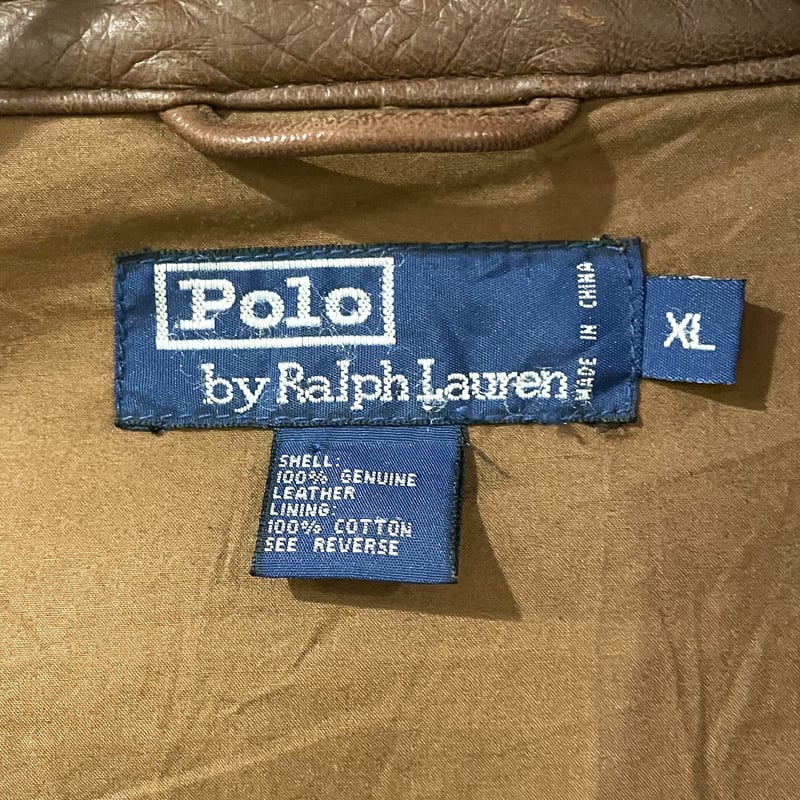 Polo
by Ralph Lauren
MADE IN CHINA
XL
SHELL:
100% GENUINE
LEATHER
LINING:
100% COTTON
SEE REVERSE